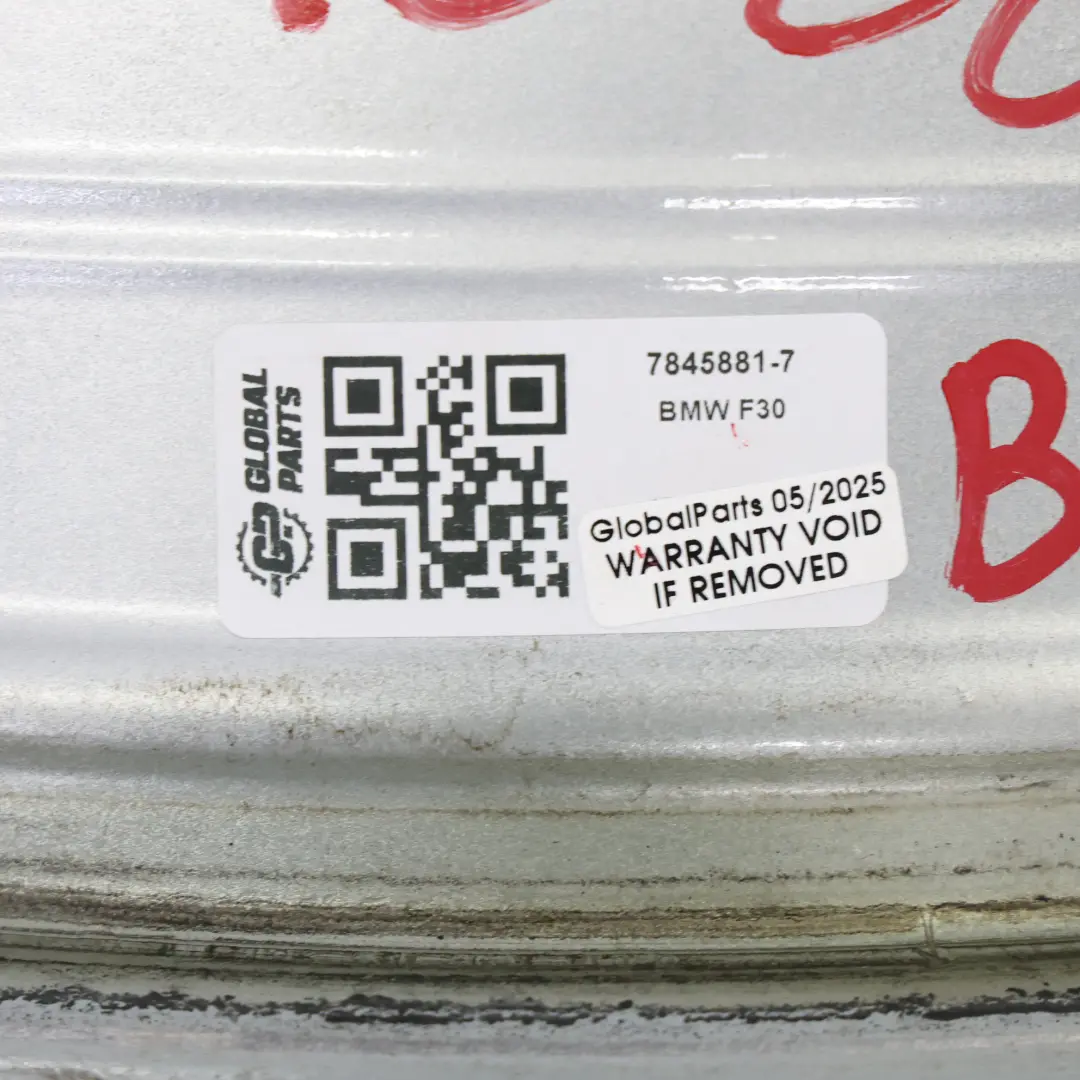 GLOBAL
PARTS
7845881-7
BMW F30
GlobalParts 05/2025
WARRANTY VOID
IF REMOVED
B